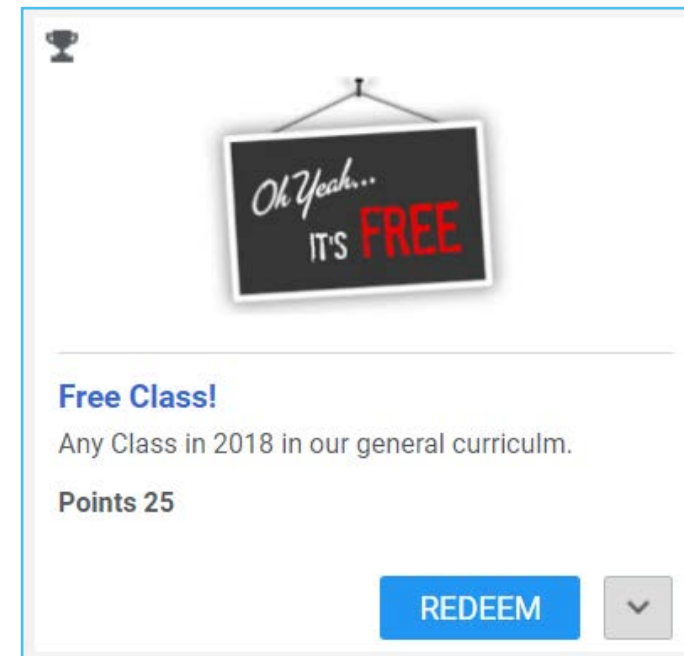 Oh Yeah...
IT'S FREE
Free Class!
Any Class in 2018 in our general curriculm.
Points 25
REDEEM